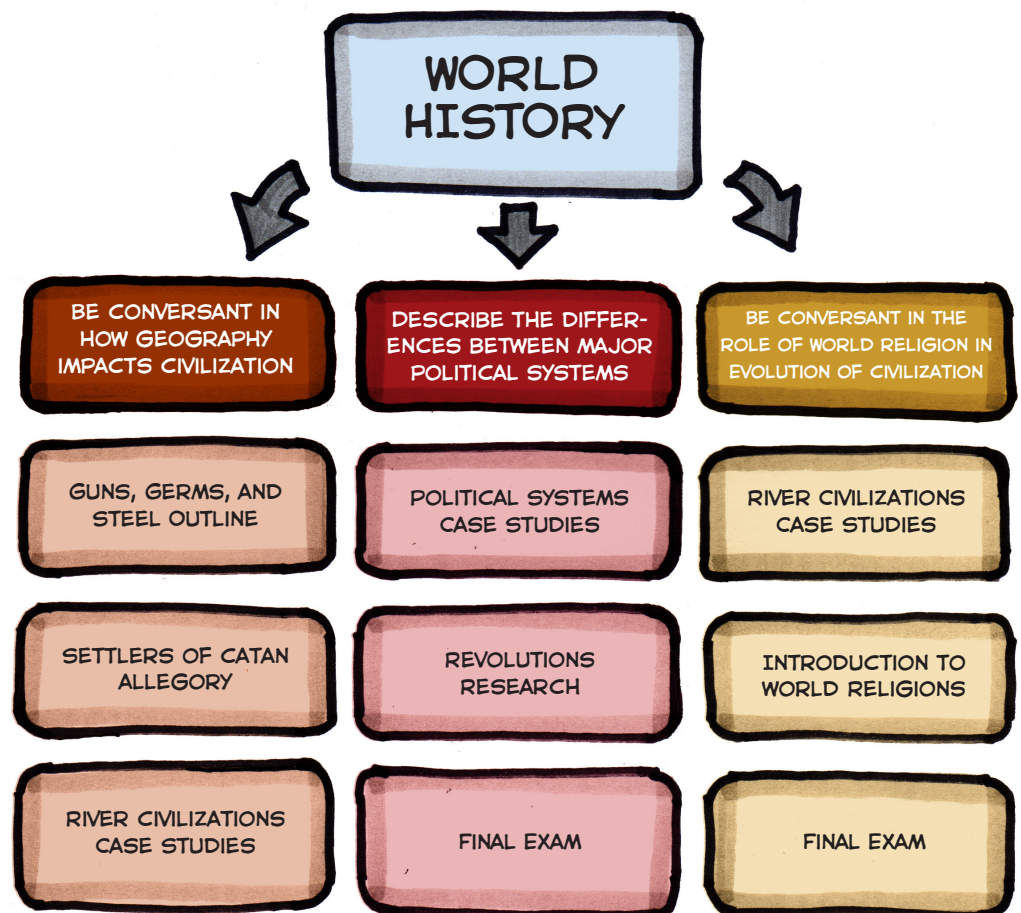 WORLD
HISTORY
BE CONVERSANT IN
HOW GEOGRAPHY
IMPACTS CIVILIZATION
DESCRIBE THE DIFFER-
ENCES BETWEEN MAJOR
POLITICAL SYSTEMS
BE CONVERSANT IN THE
ROLE OF WORLD RELIGION IN
EVOLUTION OF CIVILIZATION
GUNS, GERMS, AND
STEEL OUTLINE
POLITICAL SYSTEMS
CASE STUDIES
RIVER CIVILIZATIONS
CASE STUDIES
SETTLERS OF CATAN
ALLEGORY
REVOLUTIONS
RESEARCH
INTRODUCTION TO
WORLD RELIGIONS
RIVER CIVILIZATIONS
CASE STUDIES
FINAL EXAM
FINAL EXAM